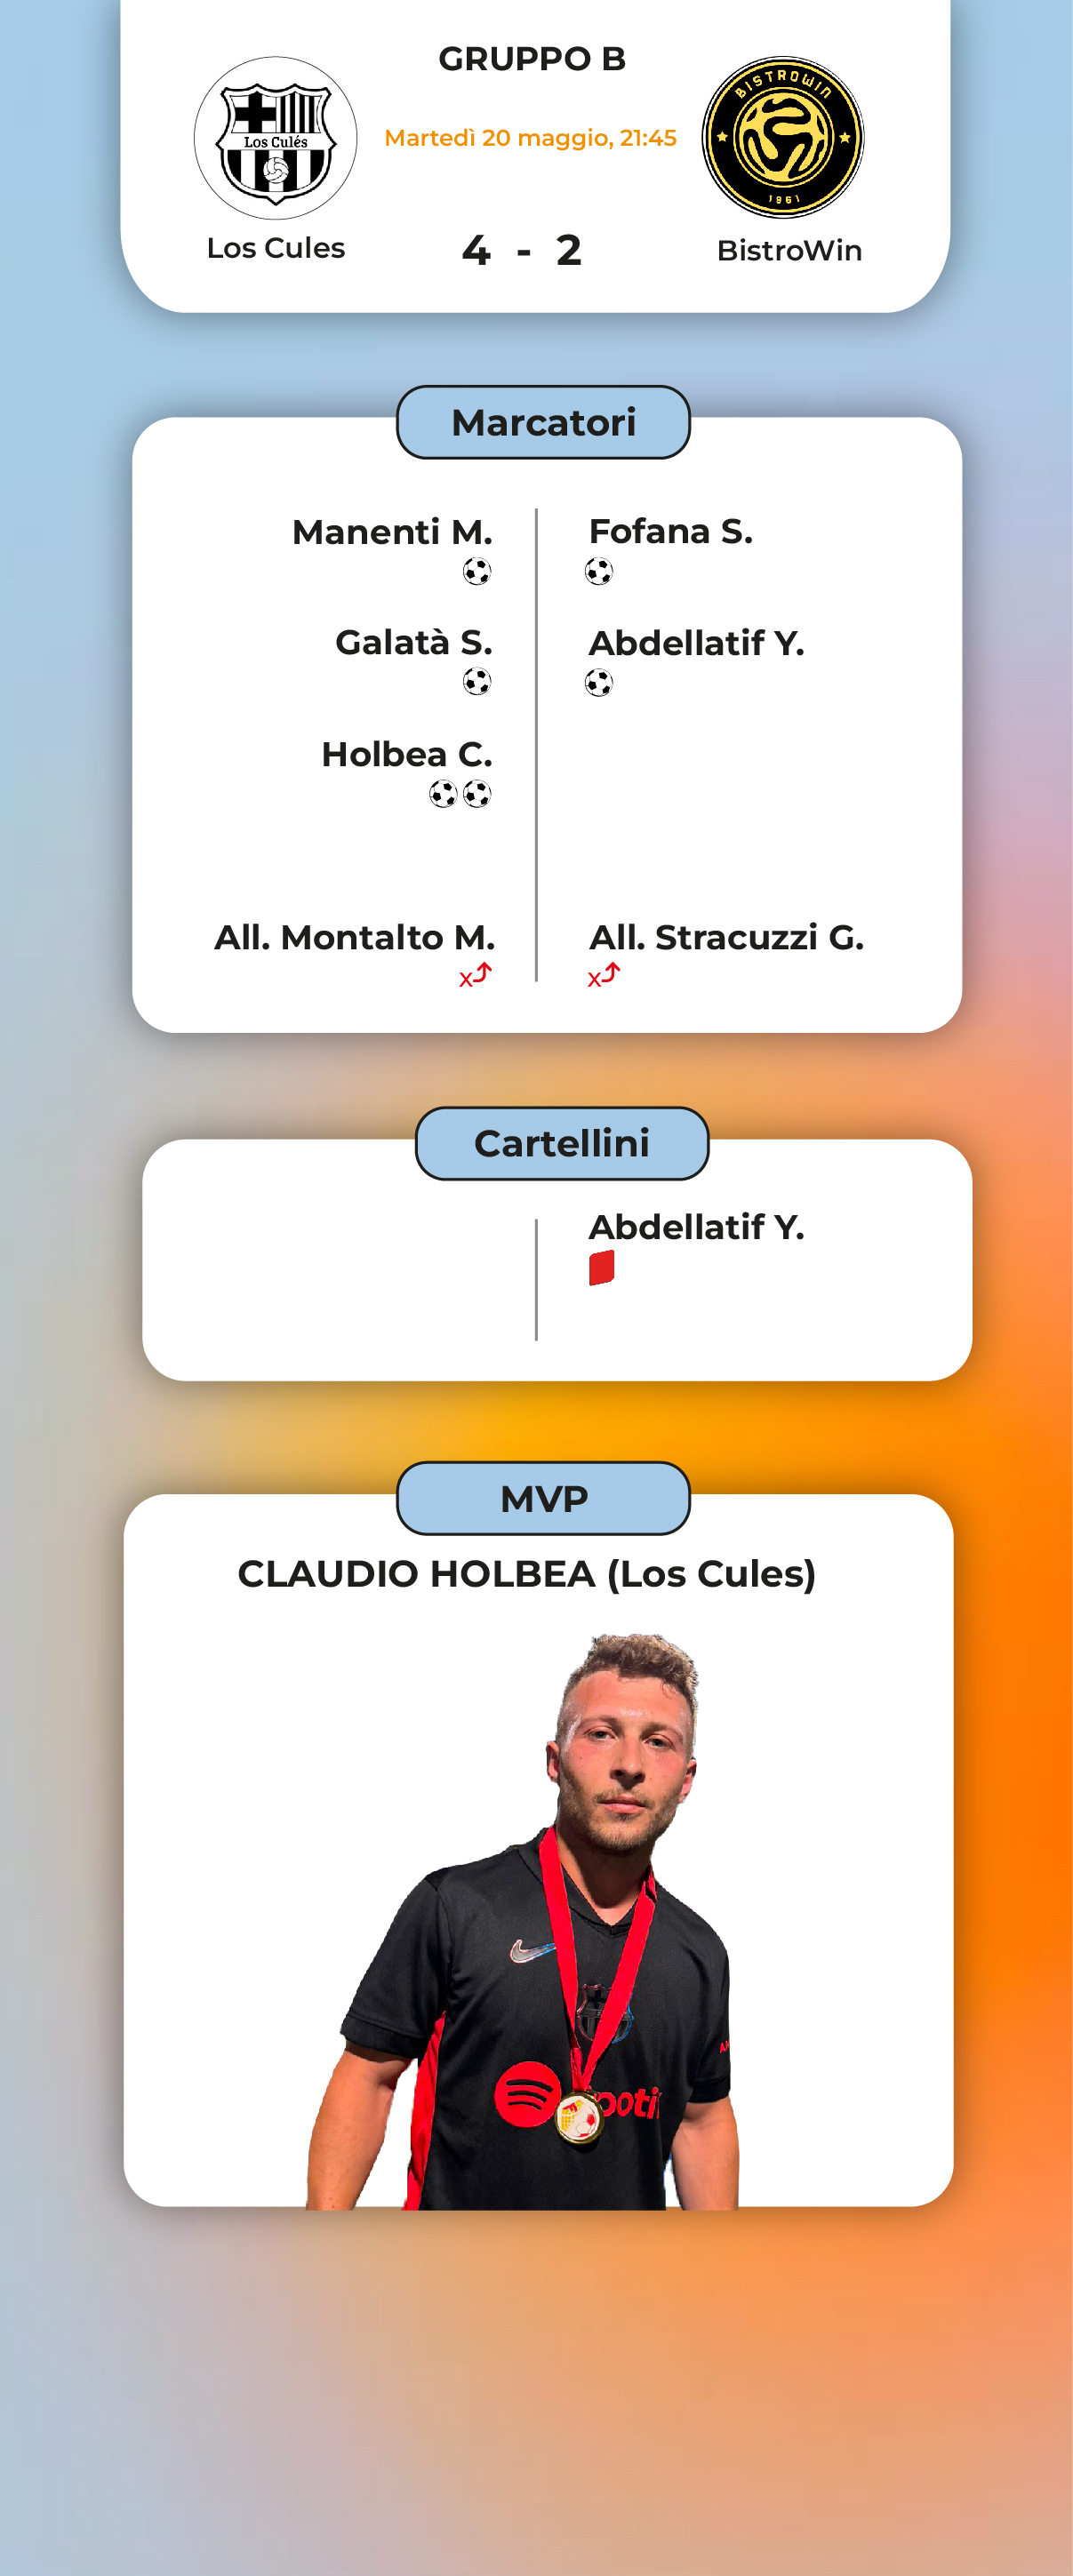 GRUPPO B
Martedì 20 maggio, 21:45
Los Culés
BISTROWIN
1961
Los Cules
4 - 2
BistroWin
Marcatori
Manenti M.
Fofana S.
Galatà S.
Abdellatif Y.
Holbea C.
All. Montalto M.
All. Stracuzzi G.
x
x
Cartellini
Abdellatif Y.
MVP
CLAUDIO HOLBEA (Los Cules)
potif